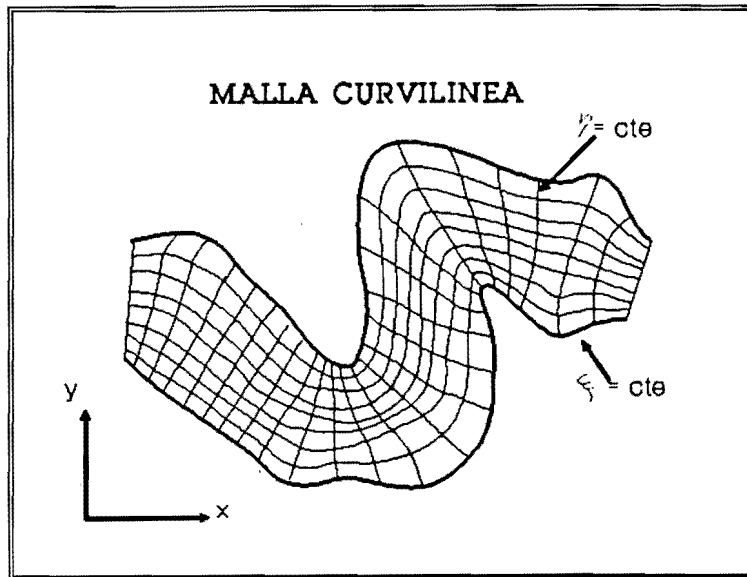 MALLA CURVILINEA
η = cte
y
ξ = cte
x